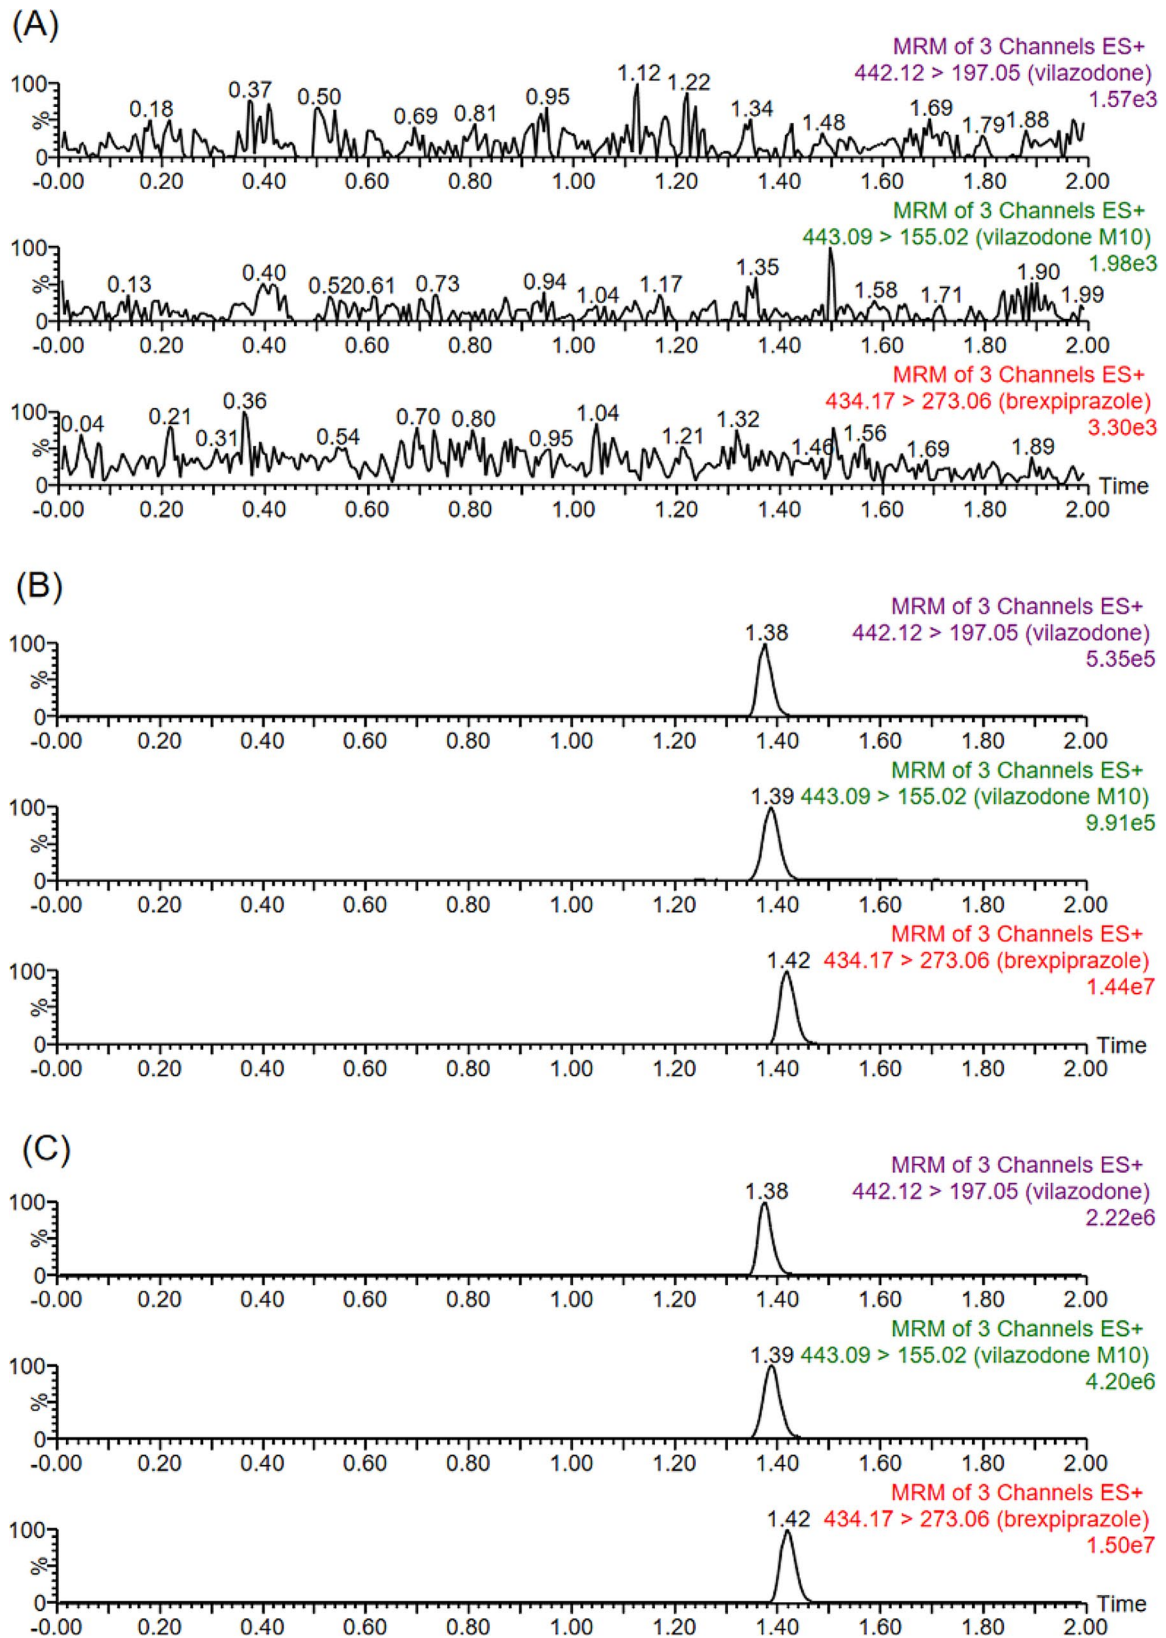 (A)
MRM of 3 Channels ES+
442.12 > 197.05 (vilazodone)
1.57e3
100
%
0
0.18 0.37 0.50 0.69 0.81 0.95 1.12 1.22 1.34 1.48 1.69 1.79 1.88
-0.00 0.20 0.40 0.60 0.80 1.00 1.20 1.40 1.60 1.80 2.00
MRM of 3 Channels ES+
443.09 > 155.02 (vilazodone M10)
1.98e3
100
%
0
0.13 0.40 0.52 0.61 0.73 0.94 1.04 1.17 1.35 1.58 1.71 1.90 1.99
-0.00 0.20 0.40 0.60 0.80 1.00 1.20 1.40 1.60 1.80 2.00
MRM of 3 Channels ES+
434.17 > 273.06 (brexpiprazole)
3.30e3
100
%
0
0.04 0.21 0.31 0.36 0.54 0.70 0.80 0.95 1.04 1.21 1.32 1.46 1.56 1.69 1.89
Time
-0.00 0.20 0.40 0.60 0.80 1.00 1.20 1.40 1.60 1.80 2.00
(B)
MRM of 3 Channels ES+
442.12 > 197.05 (vilazodone)
5.35e5
1.38
100
%
0
-0.00 0.20 0.40 0.60 0.80 1.00 1.20 1.40 1.60 1.80 2.00
MRM of 3 Channels ES+
1.39 443.09 > 155.02 (vilazodone M10)
9.91e5
100
%
0
-0.00 0.20 0.40 0.60 0.80 1.00 1.20 1.40 1.60 1.80 2.00
MRM of 3 Channels ES+
1.42 434.17 > 273.06 (brexpiprazole)
1.44e7
100
%
0
Time
-0.00 0.20 0.40 0.60 0.80 1.00 1.20 1.40 1.60 1.80 2.00
(C)
MRM of 3 Channels ES+
1.38 442.12 > 197.05 (vilazodone)
2.22e6
100
%
0
-0.00 0.20 0.40 0.60 0.80 1.00 1.20 1.40 1.60 1.80 2.00
MRM of 3 Channels ES+
1.39 443.09 > 155.02 (vilazodone M10)
4.20e6
100
%
0
-0.00 0.20 0.40 0.60 0.80 1.00 1.20 1.40 1.60 1.80 2.00
MRM of 3 Channels ES+
1.42 434.17 > 273.06 (brexpiprazole)
1.50e7
100
%
0
Time
-0.00 0.20 0.40 0.60 0.80 1.00 1.20 1.40 1.60 1.80 2.00